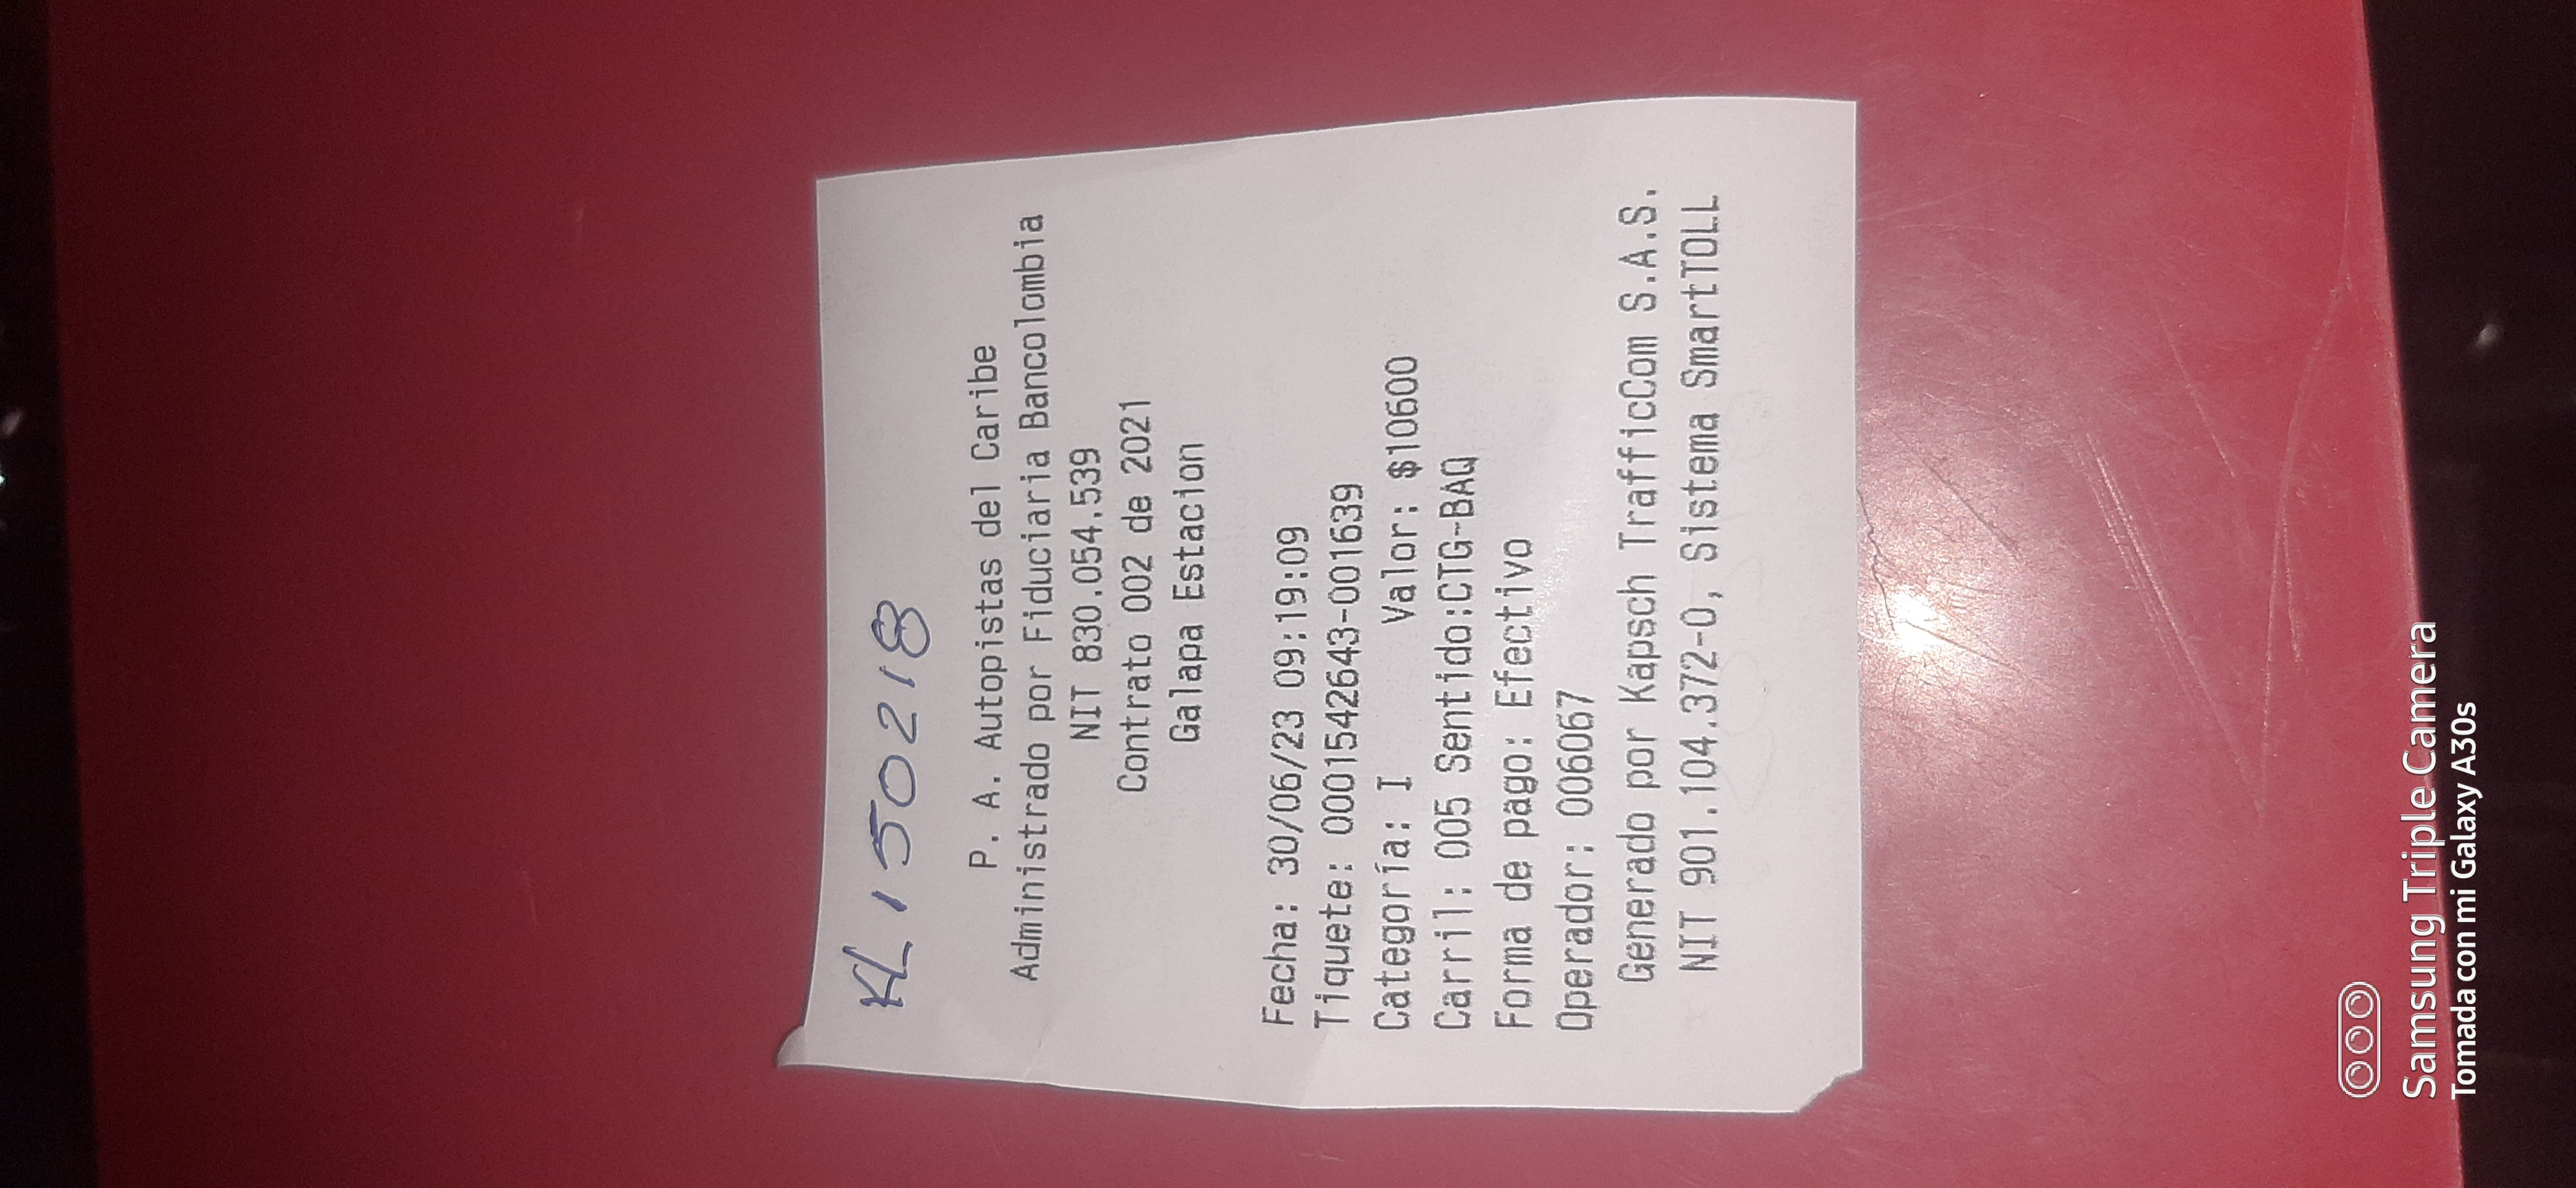 KL 150218
P. A. Autopistas del Caribe
Administrado por Fiduciaria Bancolombia
NIT 830.054.539
Contrato 002 de 2021
Galapa Estacion
Fecha: 30/06/23 09:19:09
Tiquete: 0001542643-001639
Categoría: I Valor: $10600
Carril: 005 Sentido:CTG-BAQ
Forma de pago: Efectivo
Operador: 006067
Generado por Kapsch TrafficCom S.A.S.
NIT 901.104.372-0, Sistema SmartTOLL
Samsung Triple Camera
Tomada con mi Galaxy A30s